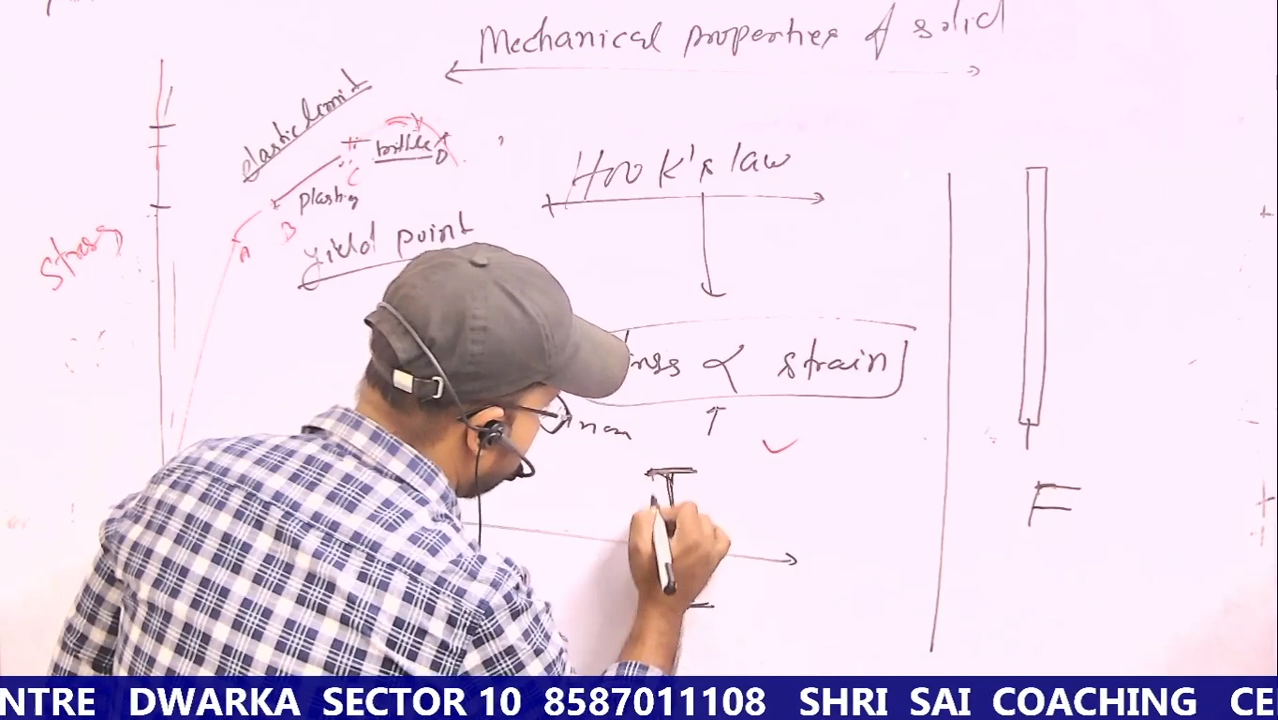 Mechanical properties of solid
elastic limit
brittle
D
C
plastic
B
A
yield point
stress
Hook's law
∝ strain
F
NTRE DWARKA SECTOR 10 8587011108 SHRI SAI COACHING CE